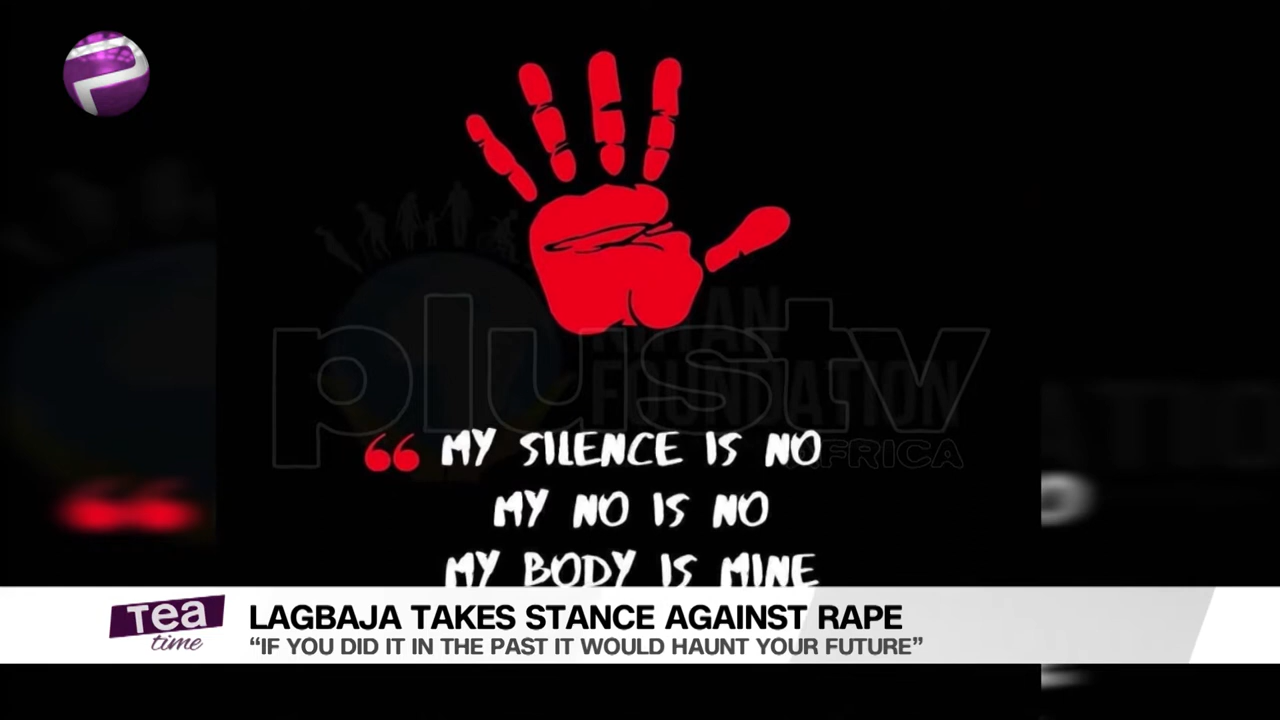 plustv
AFRICA
FOUNDATION
“ MY SILENCE IS NO
MY NO IS NO
MY BODY IS MINE
Tea
time
LAGBAJA TAKES STANCE AGAINST RAPE
“IF YOU DID IT IN THE PAST IT WOULD HAUNT YOUR FUTURE”